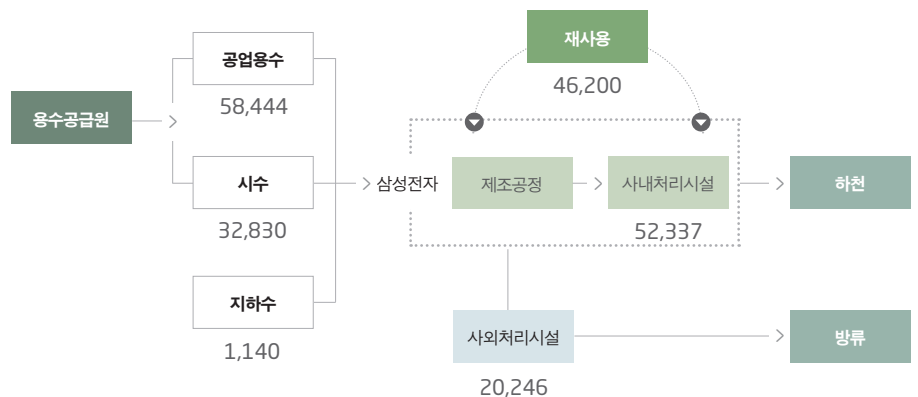 재사용
46,200
용수공급원
공업용수
58,444
시수
32,830
지하수
1,140
삼성전자
제조공정
사내처리시설
52,337
하천
사외처리시설
20,246
방류